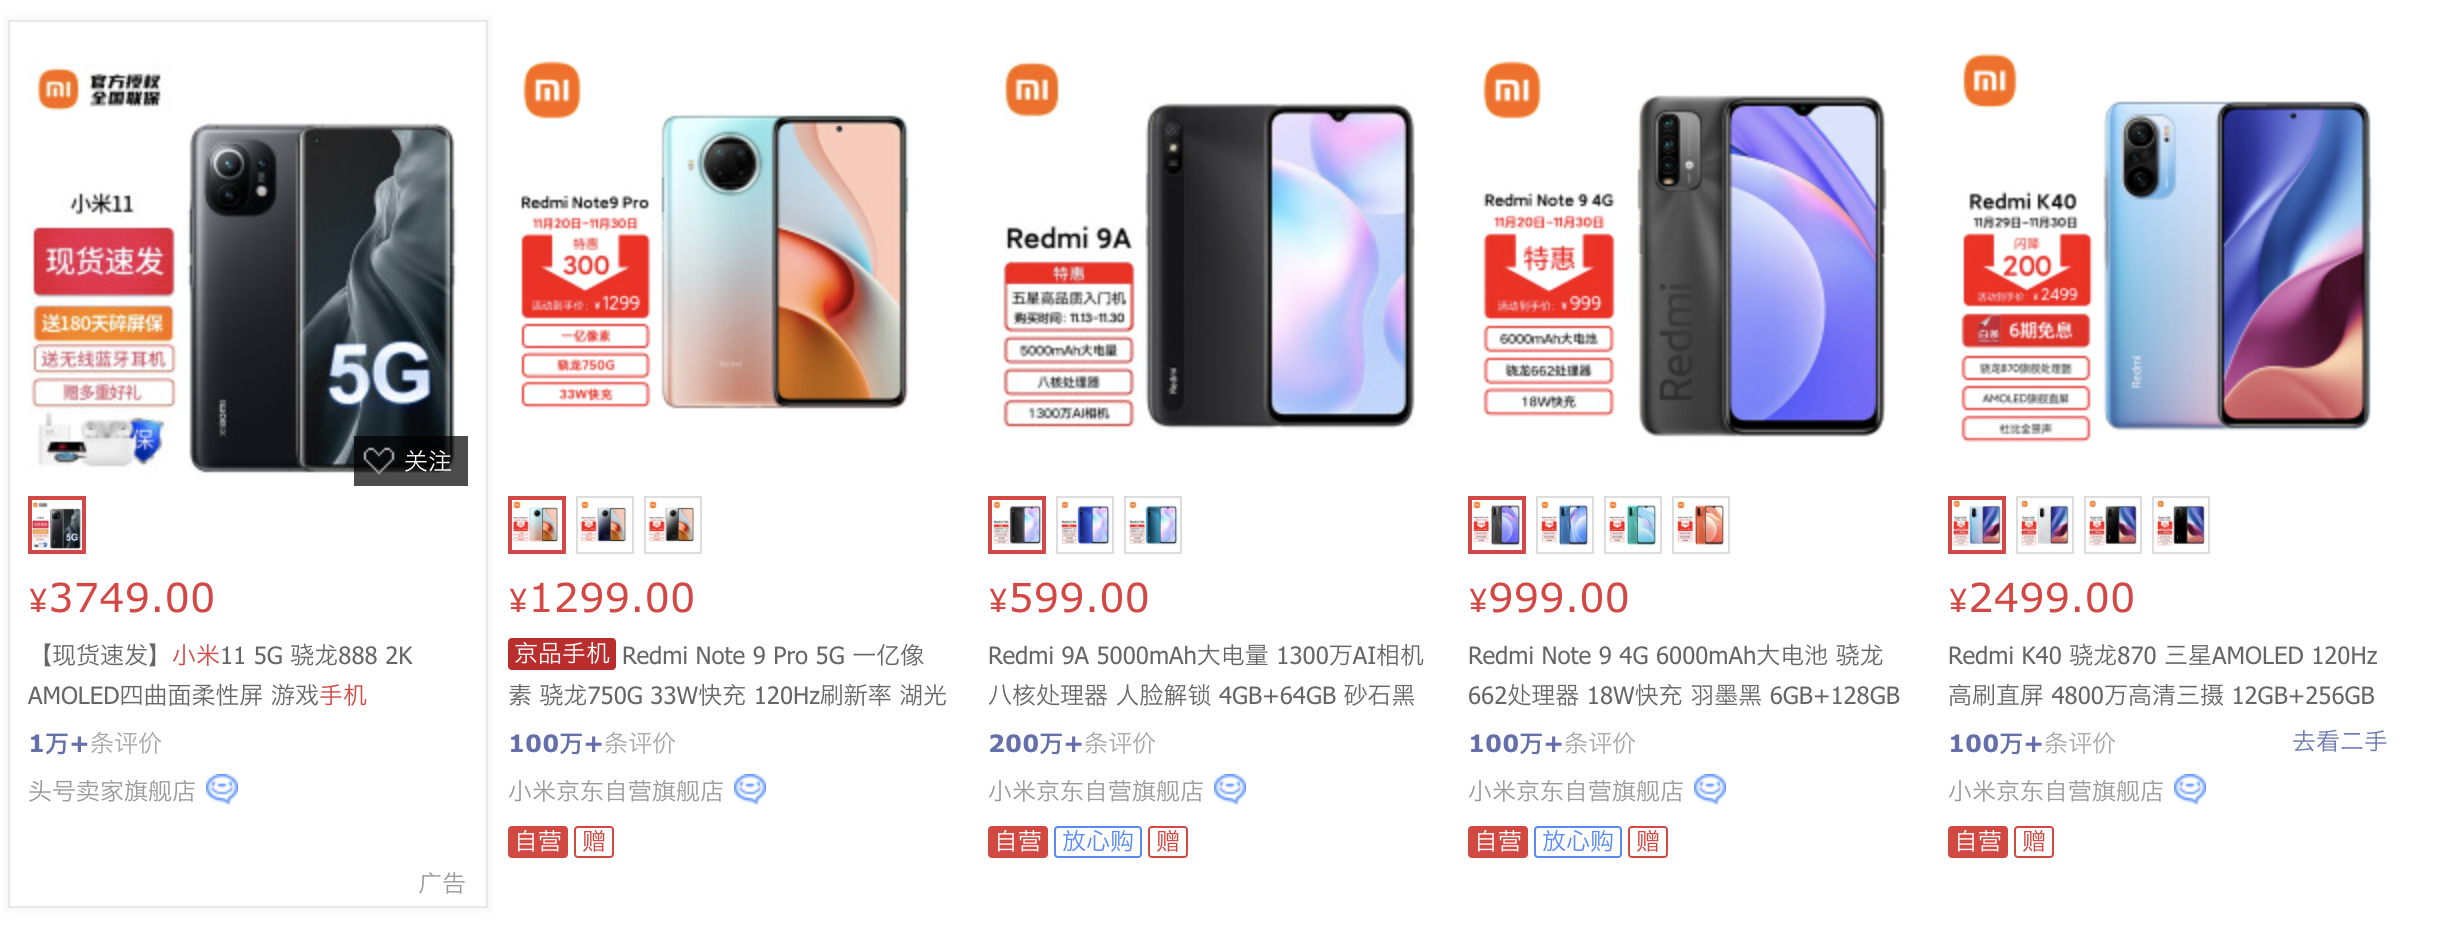 mi 官方授权
全国联保
小米11
现货速发
送180天碎屏保
送无线蓝牙耳机
赠多重好礼
保
5G
关注
¥3749.00
【现货速发】小米11 5G 骁龙888 2K
AMOLED四曲面柔性屏 游戏手机
1万+条评价
头号卖家旗舰店
广告
mi
Redmi Note9 Pro
11月20日-11月30日
特惠
300
活动到手价：¥1299
一亿像素
骁龙750G
33W快充
Redmi
¥1299.00
京品手机 Redmi Note 9 Pro 5G 一亿像
素 骁龙750G 33W快充 120Hz刷新率 湖光
100万+条评价
小米京东自营旗舰店
自营 赠
mi
Redmi 9A
特惠
五星高品质入门机
购买时间：11.13-11.30
5000mAh大电量
八核处理器
1300万AI相机
Redmi
¥599.00
Redmi 9A 5000mAh大电量 1300万AI相机
八核处理器 人脸解锁 4GB+64GB 砂石黑
200万+条评价
小米京东自营旗舰店
自营 放心购 赠
mi
Redmi Note 9 4G
11月20日-11月30日
特惠
活动到手价：¥999
6000mAh大电池
骁龙662处理器
18W快充
Redmi
¥999.00
Redmi Note 9 4G 6000mAh大电池 骁龙
662处理器 18W快充 羽墨黑 6GB+128GB
100万+条评价
小米京东自营旗舰店
自营 放心购 赠
mi
Redmi K40
11月29日-11月30日
闪降
200
活动到手价：¥2499
白条 6期免息
骁龙870旗舰处理器
AMOLED旗舰直屏
杜比全景声
Redmi
¥2499.00
Redmi K40 骁龙870 三星AMOLED 120Hz
高刷直屏 4800万高清三摄 12GB+256GB
100万+条评价 去看二手
小米京东自营旗舰店
自营 赠